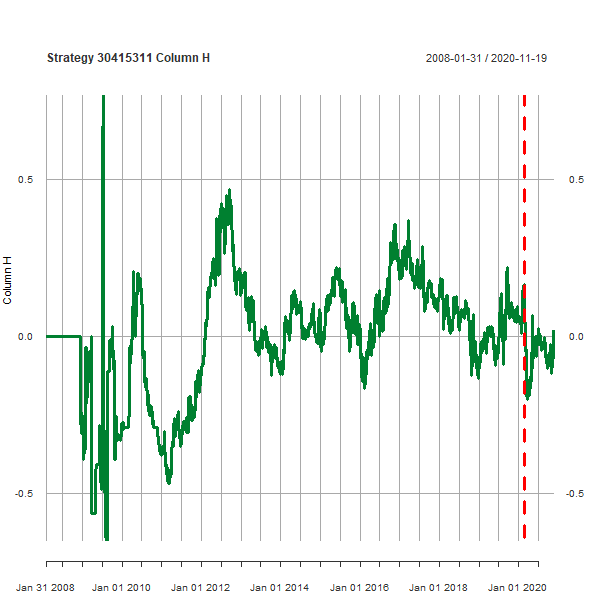 Strategy 30415311 Column H
2008-01-31 / 2020-11-19
0.5
0.5
0.0
0.0
-0.5
-0.5
Column H
Jan 31 2008
Jan 01 2010
Jan 01 2012
Jan 01 2014
Jan 01 2016
Jan 01 2018
Jan 01 2020